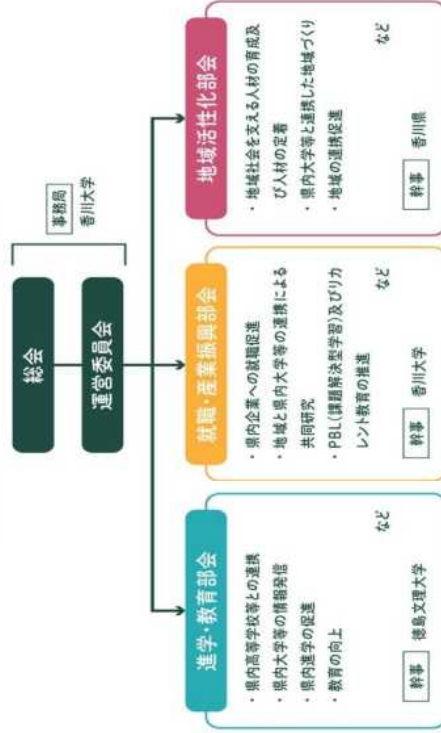 総会
運営委員会
事務局
香川大学
進学・教育部会
・県内高等学校等との連携
・県内大学等の情報発信
・県内進学の促進
・教育の向上
など
幹事
徳島文理大学
就職・産業振興部会
・県内企業への就職促進
・地域と県内大学等の連携による
共同研究
・PBL(課題解決型学習)及びリカ
レント教育の推進
など
幹事
香川大学
地域活性化部会
・地域社会を支える人材の育成及
び人材の定着
・県内大学等と連携した地域づくり
・地域の連携促進
など
幹事
香川県